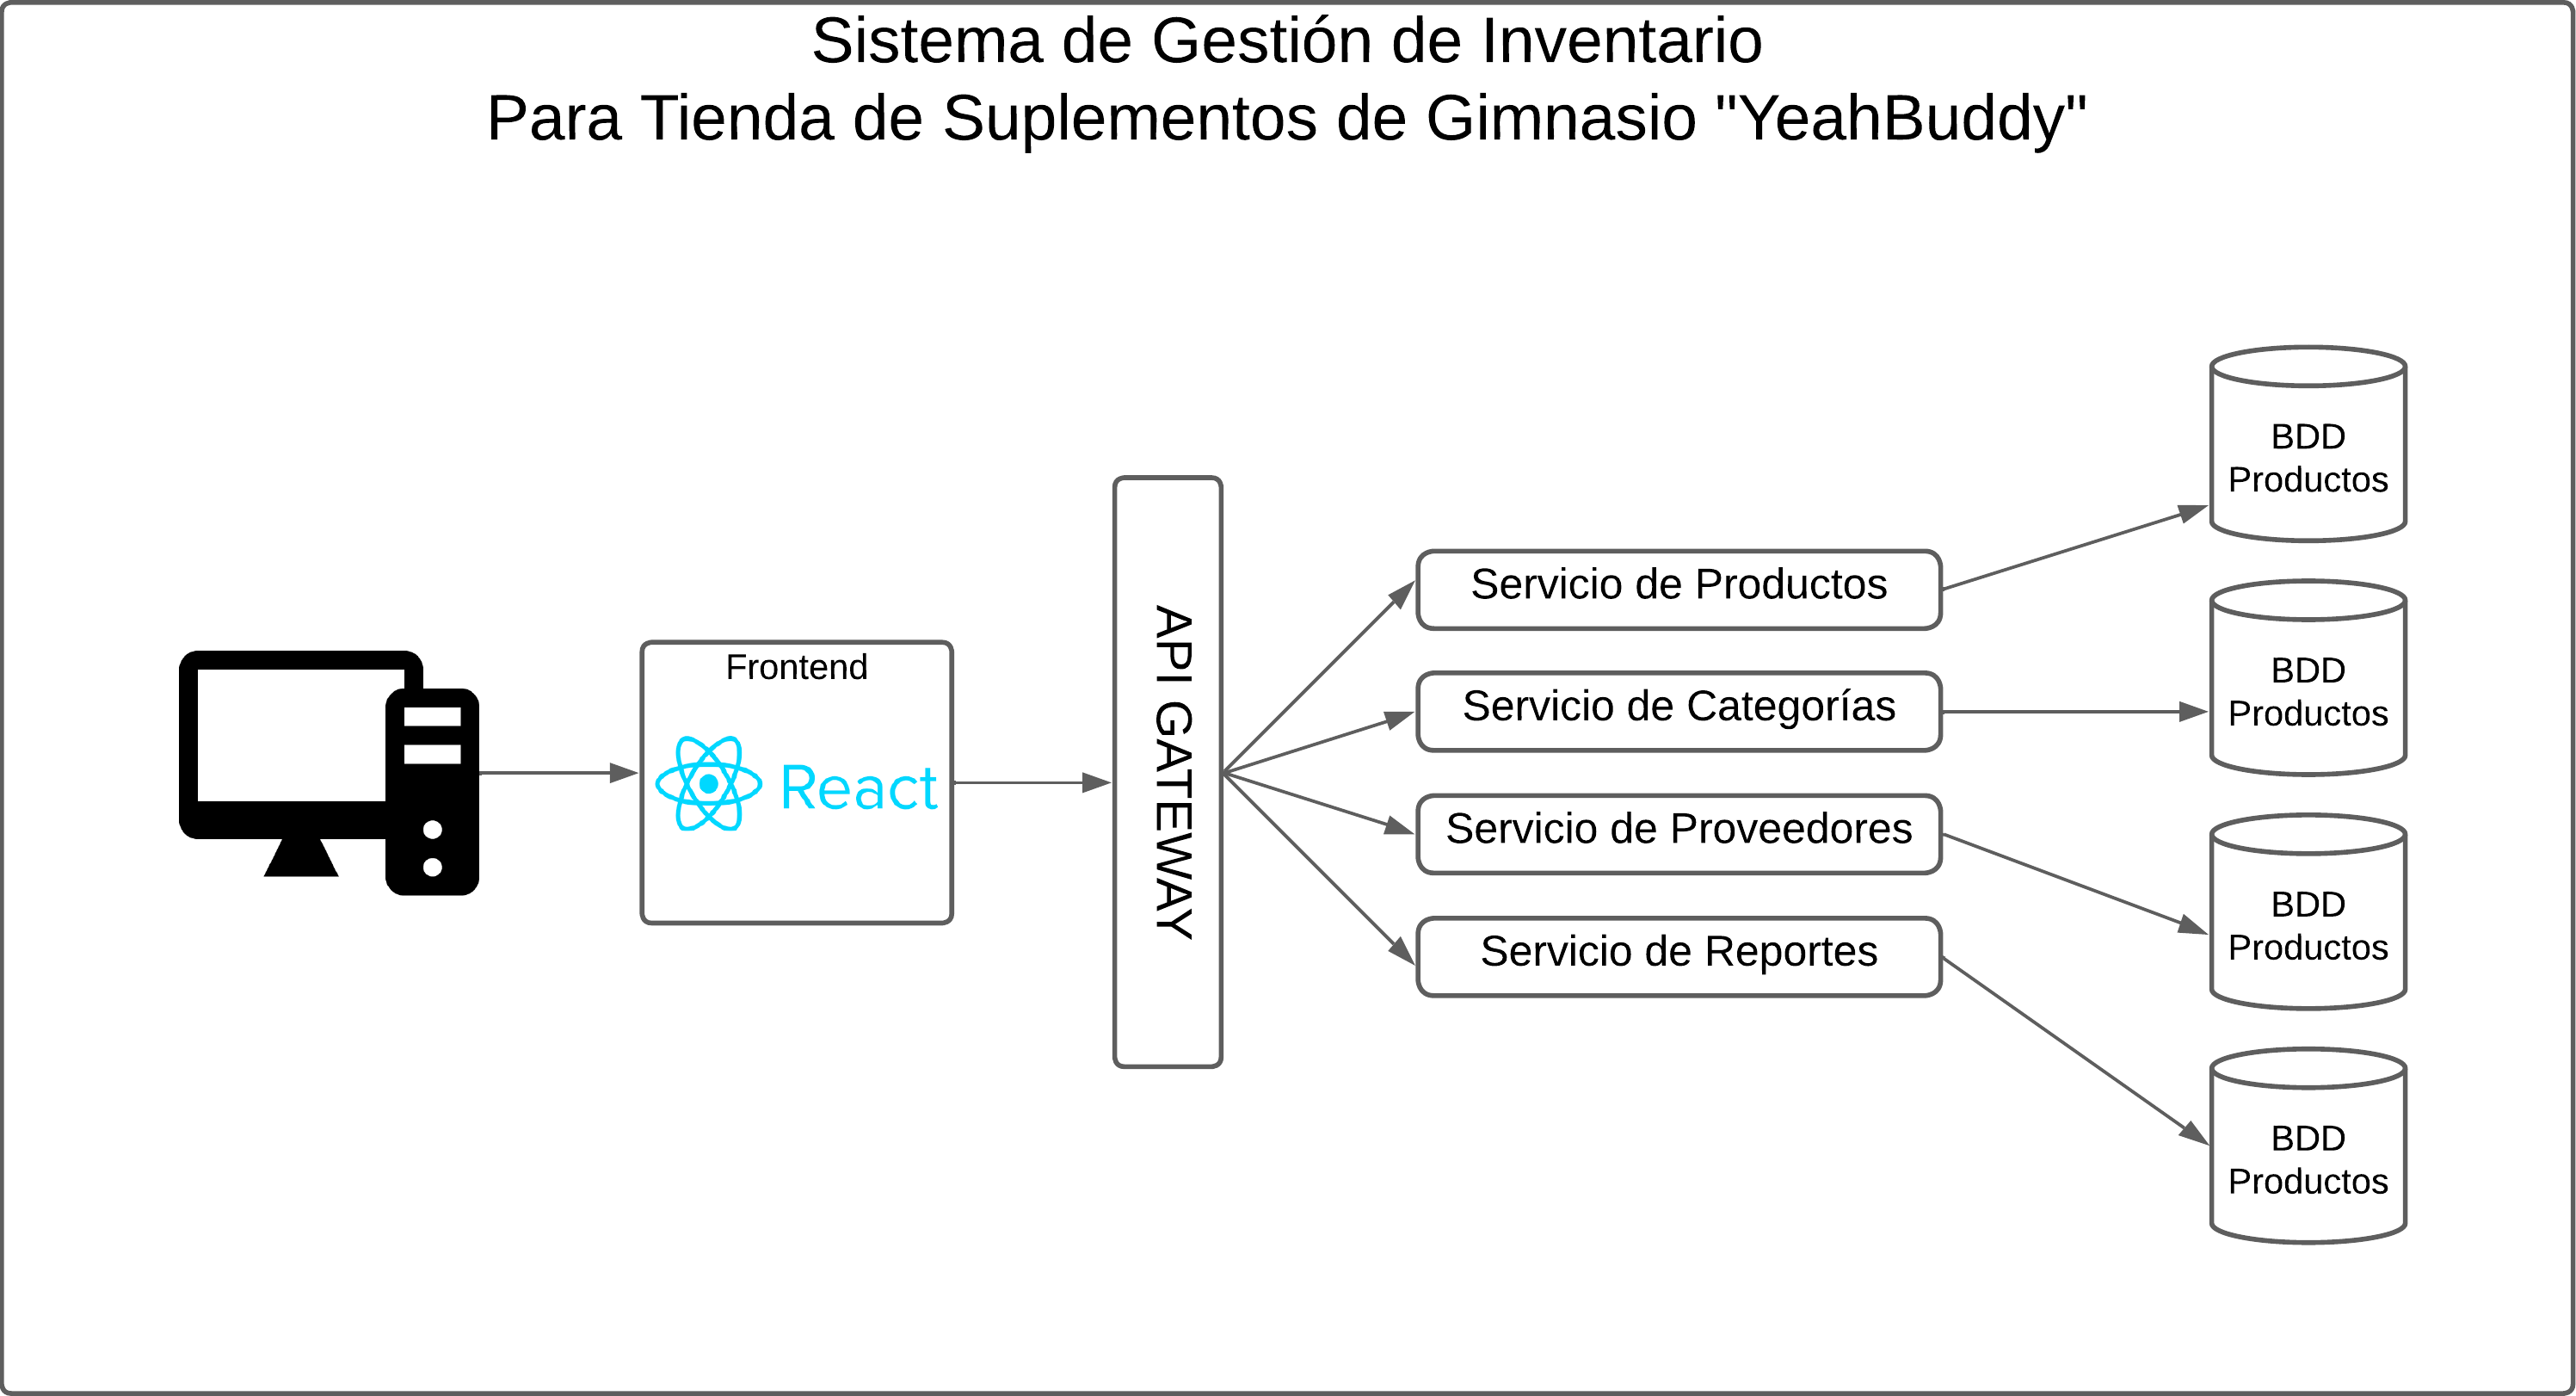 Sistema de Gestión de Inventario
Para Tienda de Suplementos de Gimnasio "YeahBuddy"
Frontend
React
API GATEWAY
Servicio de Productos
Servicio de Categorías
Servicio de Proveedores
Servicio de Reportes
BDD
Productos
BDD
Productos
BDD
Productos
BDD
Productos